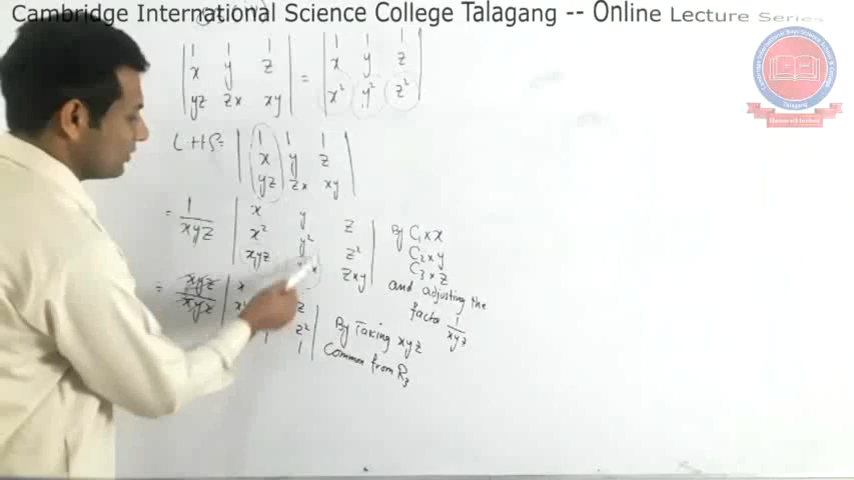 Cambridge International Science College Talagang -- Online Lecture Series
| 1 1 1 | = | 1 1 1 |
| x y z | | x y z |
| yz zx xy | | x² y² z² |
L.H.S = | 1 1 1 |
| x y z |
| yz zx xy |
= 1/xyz | x y z | By C₁ × x
| x² y² z² | C₂ × y
| xyz zxy | C₃ × z
and adjusting the
factor 1/xyz
= xyz/xyz | x z | By Taking xyz
z² | Common from R₃
1 1 |